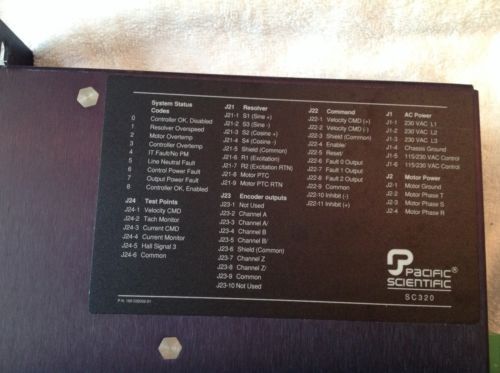 System Status
Codes
0 Controller OK, Disabled
1 Resolver Overspeed
2 Motor Overtemp
3 Controller Overtemp
4 IT Fault/No PM
5 Line Neutral Fault
6 Control Power Fault
7 Output Power Fault
8 Controller OK, Enabled
J24 Test Points
J24-1 Velocity CMD
J24-2 Tach Monitor
J24-3 Current CMD
J24-4 Current Monitor
J24-5 Hall Signal 3
J24-6 Common
J21 Resolver
J21-1 S1 (Sine +)
J21-2 S3 (Sine -)
J21-3 S2 (Cosine +)
J21-4 S4 (Cosine -)
J21-5 Shield (Common)
J21-6 R1 (Excitation)
J21-7 R2 (Excitation RTN)
J21-8 Motor PTC
J21-9 Motor PTC RTN
J23 Encoder outputs
J23-1 Not Used
J23-2 Channel A
J23-3 Channel A/
J23-4 Channel B
J23-5 Channel B/
J23-6 Shield (Common)
J23-7 Channel Z
J23-8 Channel Z/
J23-9 Common
J23-10 Not Used
J22 Command
J22-1 Velocity CMD (+)
J22-2 Velocity CMD (-)
J22-3 Shield (Common)
J22-4 Enable/
J22-5 Reset/
J22-6 Fault 0 Output
J22-7 Fault 1 Output
J22-8 Fault 2 Output
J22-9 Common
J22-10 Inhibit (-)
J22-11 Inhibit (+)
J1 AC Power
J1-1 230 VAC L1
J1-2 230 VAC L2
J1-3 230 VAC L3
J1-4 Chassis Ground
J1-5 115/230 VAC Control
J1-6 115/230 VAC Control
J2 Motor Power
J2-1 Motor Ground
J2-2 Motor Phase T
J2-3 Motor Phase S
J2-4 Motor Phase R
PACIFIC®
SCIENTIFIC
SC320
P/N